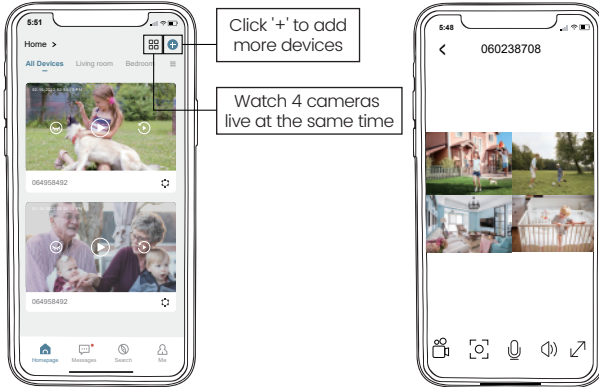 5:51
Home >
All Devices Living room Bedroom
064958492
064958492
Homepage Messages Search Me
Click '+' to add
more devices
Watch 4 cameras
live at the same time
5:48
060238708